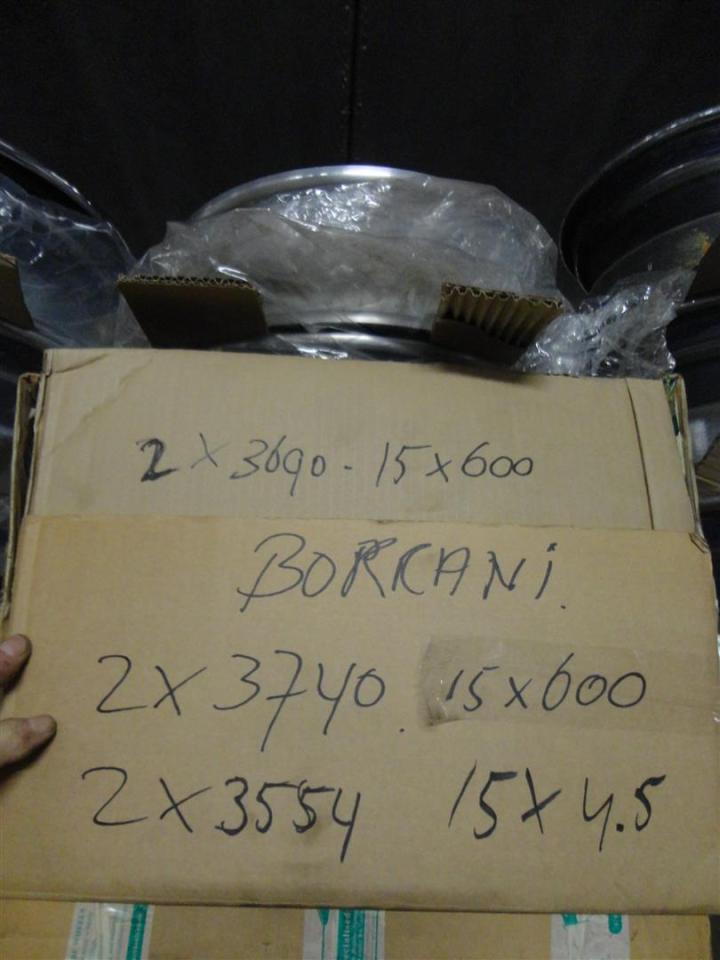 2 X 3690 - 15 x 600
BORRANI.
2 X 3740. 15 x 600
2 X 3554 15 X 4.5